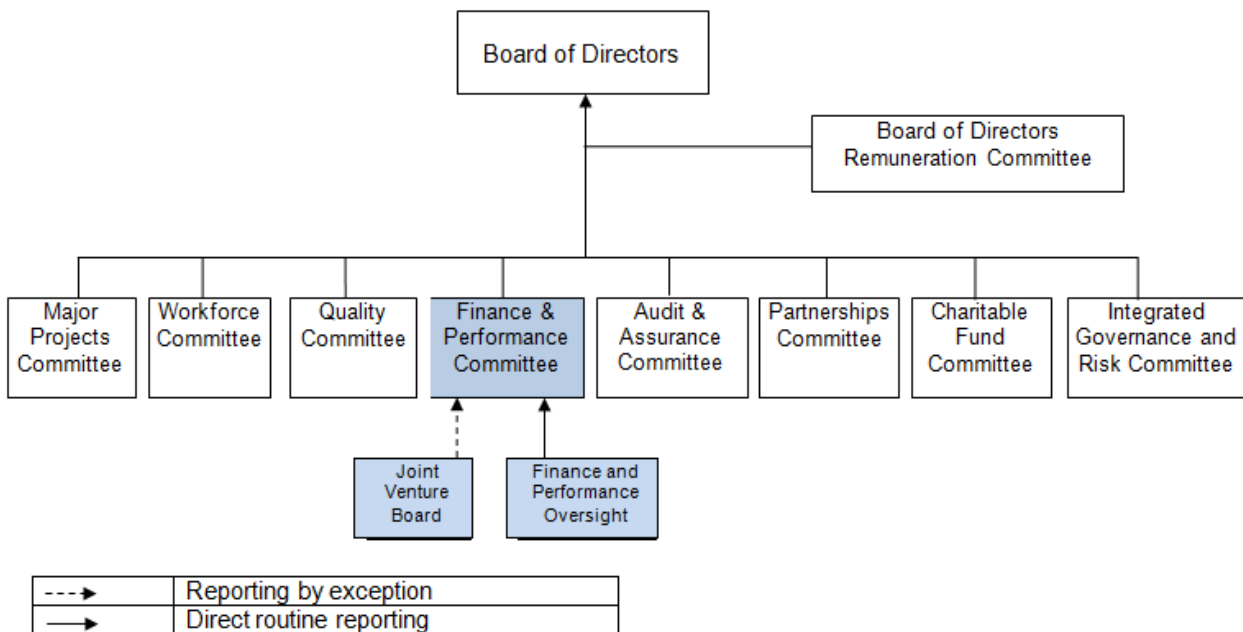 Board of Directors
Board of Directors
Remuneration Committee
Major
Projects
Committee
Workforce
Committee
Quality
Committee
Finance &
Performance
Committee
Audit &
Assurance
Committee
Partnerships
Committee
Charitable
Fund
Committee
Integrated
Governance and
Risk Committee
Joint
Venture
Board
Finance and
Performance
Oversight
Reporting by exception
Direct routine reporting